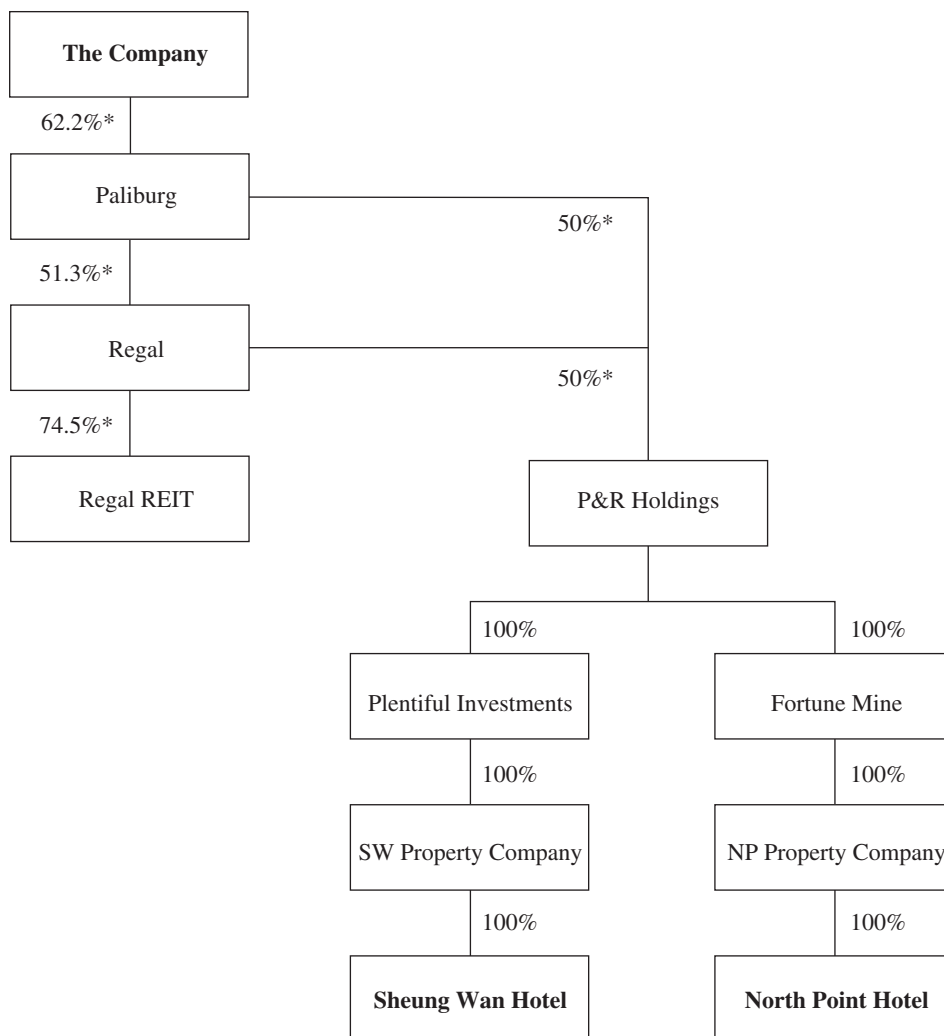 The Company
62.2%*
Paliburg
50%*
51.3%*
Regal
50%*
74.5%*
Regal REIT
P&R Holdings
100%
100%
Plentiful Investments
Fortune Mine
100%
100%
SW Property Company
NP Property Company
100%
100%
Sheung Wan Hotel
North Point Hotel